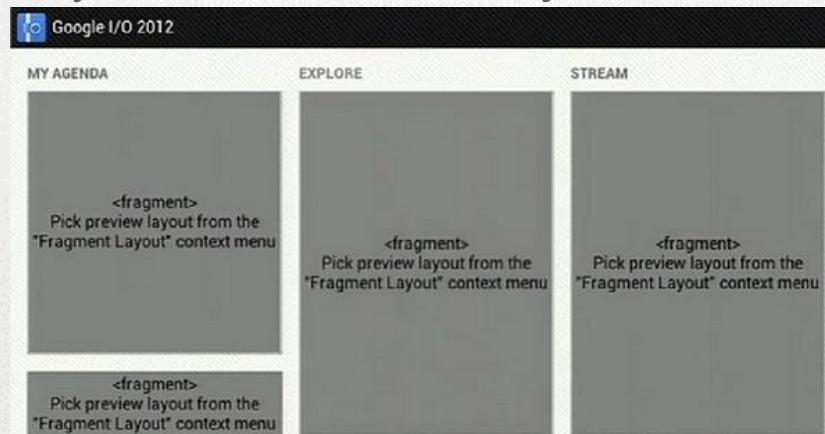 Google I/O 2012
MY AGENDA
<fragment>
Pick preview layout from the
"Fragment Layout" context menu
<fragment>
Pick preview layout from the
"Fragment Layout" context menu
EXPLORE
<fragment>
Pick preview layout from the
"Fragment Layout" context menu
STREAM
<fragment>
Pick preview layout from the
"Fragment Layout" context menu